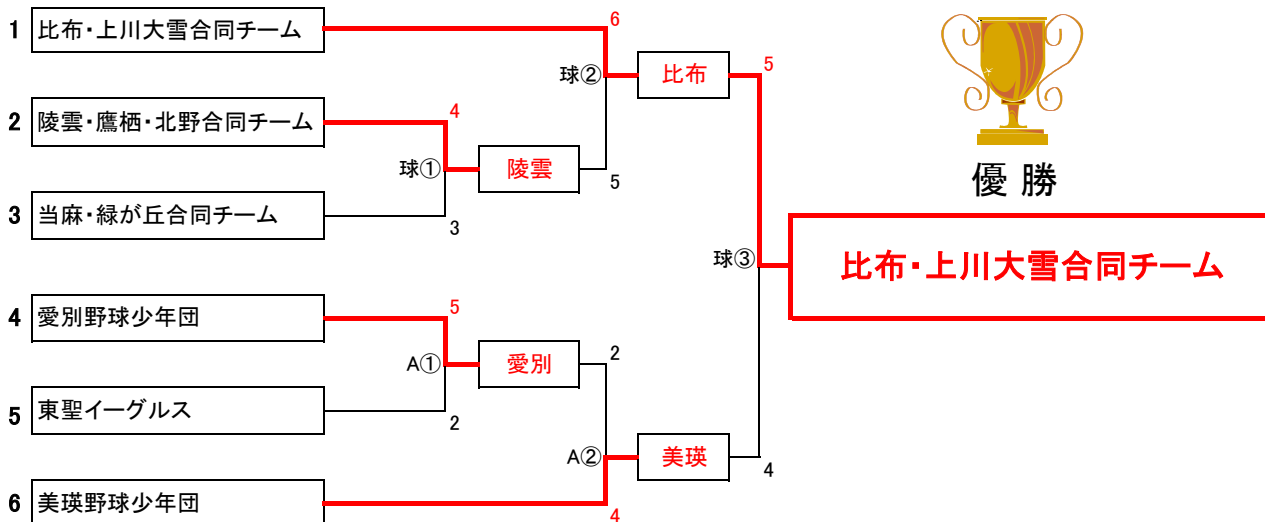 6
1 比布・上川大雪合同チーム
球② 比布 5
2 陵雲・鷹栖・北野合同チーム 4
球① 陵雲 5
優勝
3 当麻・緑が丘合同チーム 3
球③ 比布・上川大雪合同チーム
4 愛別野球少年団 5
A① 愛別 2
5 東聖イーグルス 2
A② 美瑛 4
6 美瑛野球少年団 4